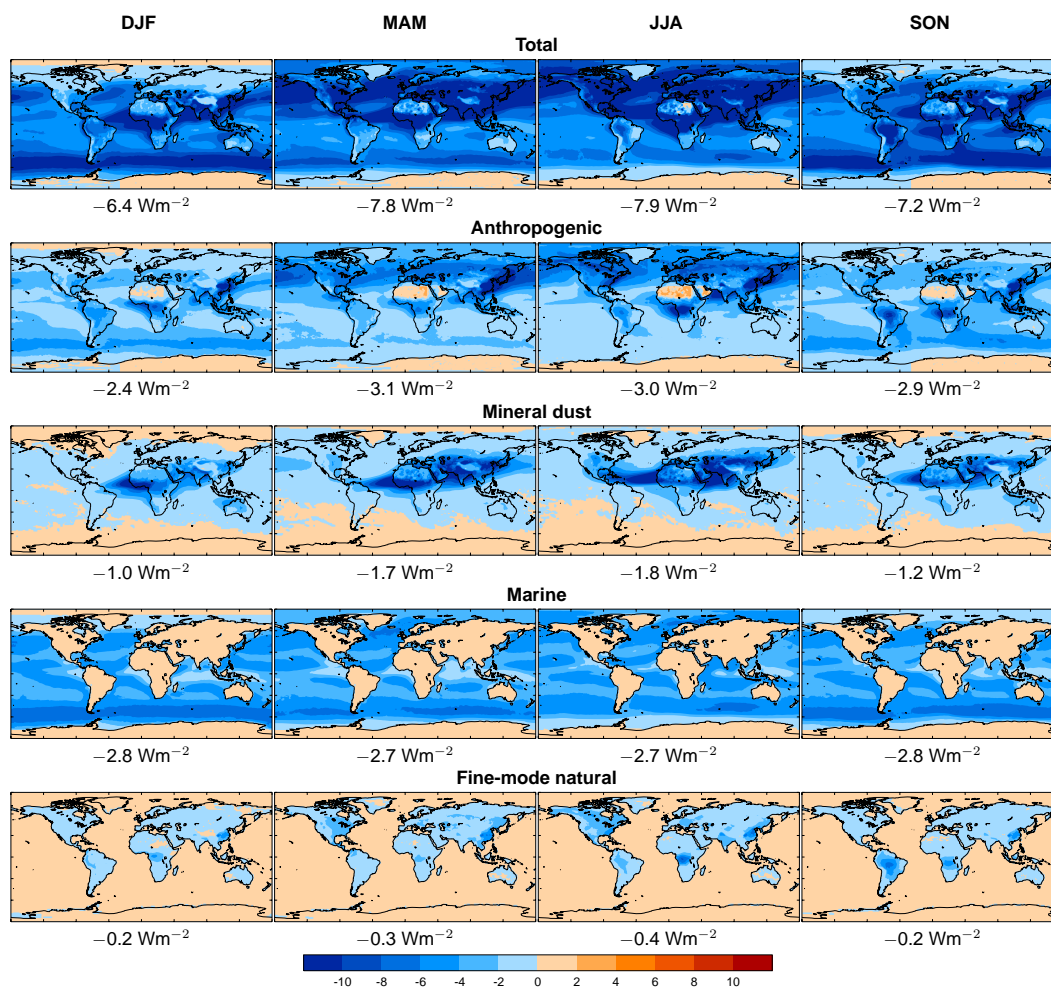 DJF MAM JJA SON
Total
−6.4 Wm−2 −7.8 Wm−2 −7.9 Wm−2 −7.2 Wm−2
Anthropogenic
−2.4 Wm−2 −3.1 Wm−2 −3.0 Wm−2 −2.9 Wm−2
Mineral dust
−1.0 Wm−2 −1.7 Wm−2 −1.8 Wm−2 −1.2 Wm−2
Marine
−2.8 Wm−2 −2.7 Wm−2 −2.7 Wm−2 −2.8 Wm−2
Fine-mode natural
−0.2 Wm−2 −0.3 Wm−2 −0.4 Wm−2 −0.2 Wm−2
-10 -8 -6 -4 -2 0 2 4 6 8 10